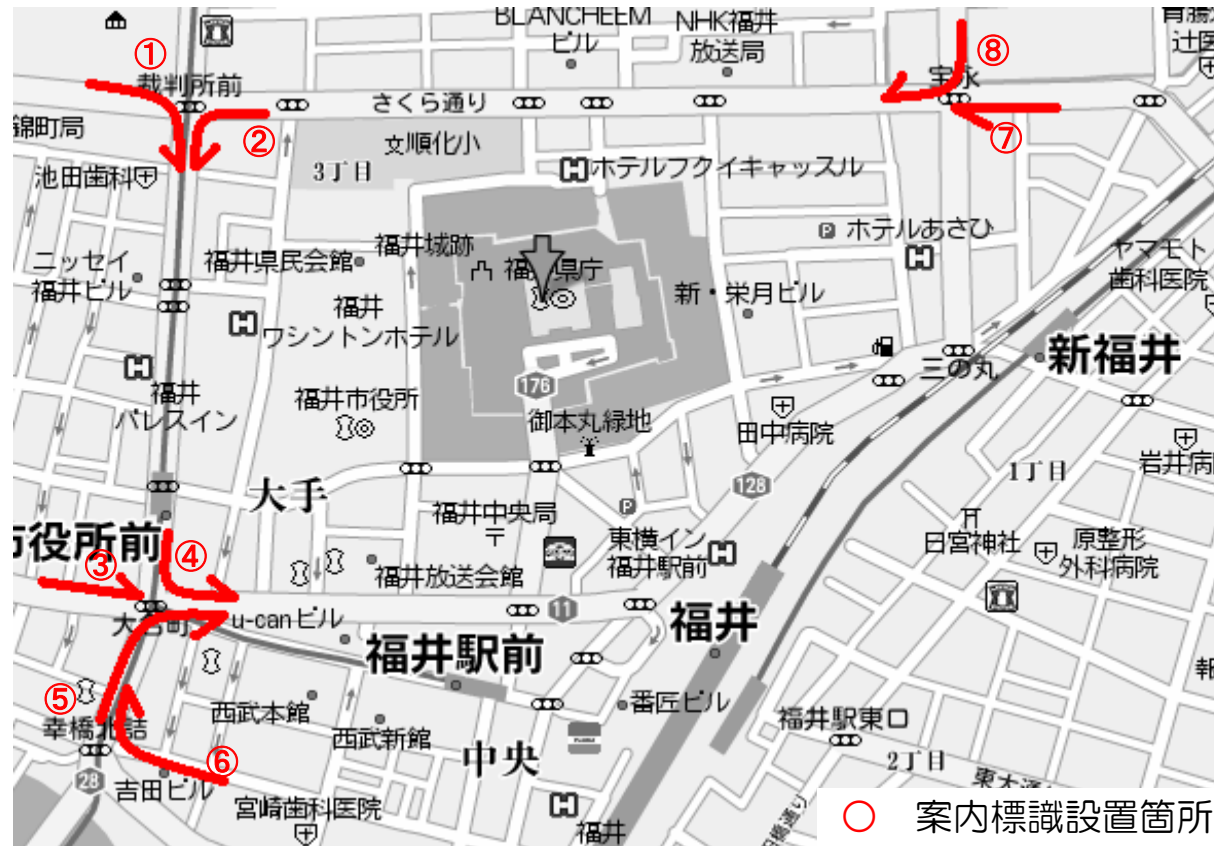 BLANCHEEM
ビル
NHK福井
放送局
⑧
①
裁判所前
さくら通り
宝永
②
⑦
錦町局
文順化小
池田歯科
3丁目
ホテルフクイキャッスル
ホテルあさひ
ニッセイ
福井ビル
福井県民会館
福井城跡
福井県庁
新・栄月ビル
ヤマモト
歯科医院
福井
ワシントンホテル
新福井
三の丸
福井
パレスイン
福井市役所
176
御本丸緑地
田中病院
岩井病
1丁目
128
大手
福井中央局
〒
市役所前
③
④
福井放送会館
東横イン
福井駅前
日宮神社
原整形
外科病院
大名町
u-canビル
11
福井
福井駅前
⑤
幸橋北詰
西武本館
西武新館
番匠ビル
福井駅東口
中央
2丁目
⑥
28
吉田ビル
宮崎歯科医院
福井
○ 案内標識設置箇所